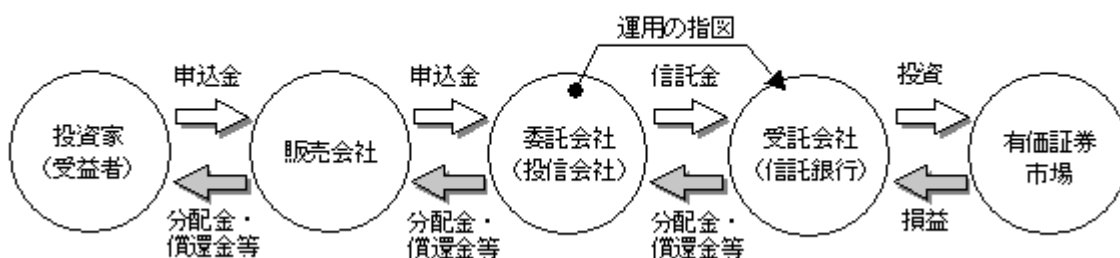 運用の指図
申込金
申込金
信託金
投資
投資家
(受益者)
販売会社
委託会社
(投信会社)
受託会社
(信託銀行)
有価証券
市場
分配金・
償還金等
分配金・
償還金等
分配金・
償還金等
損益